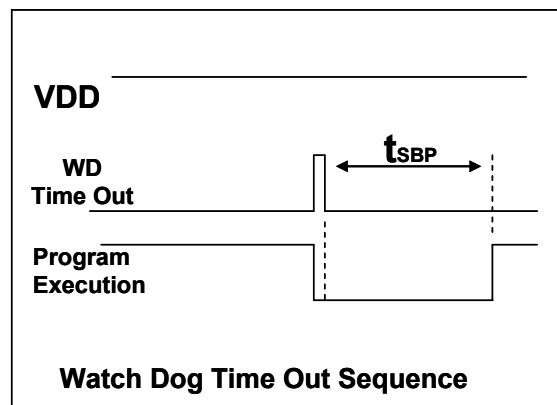 VDD
tSBP
WD
Time Out
Program
Execution
Watch Dog Time Out Sequence